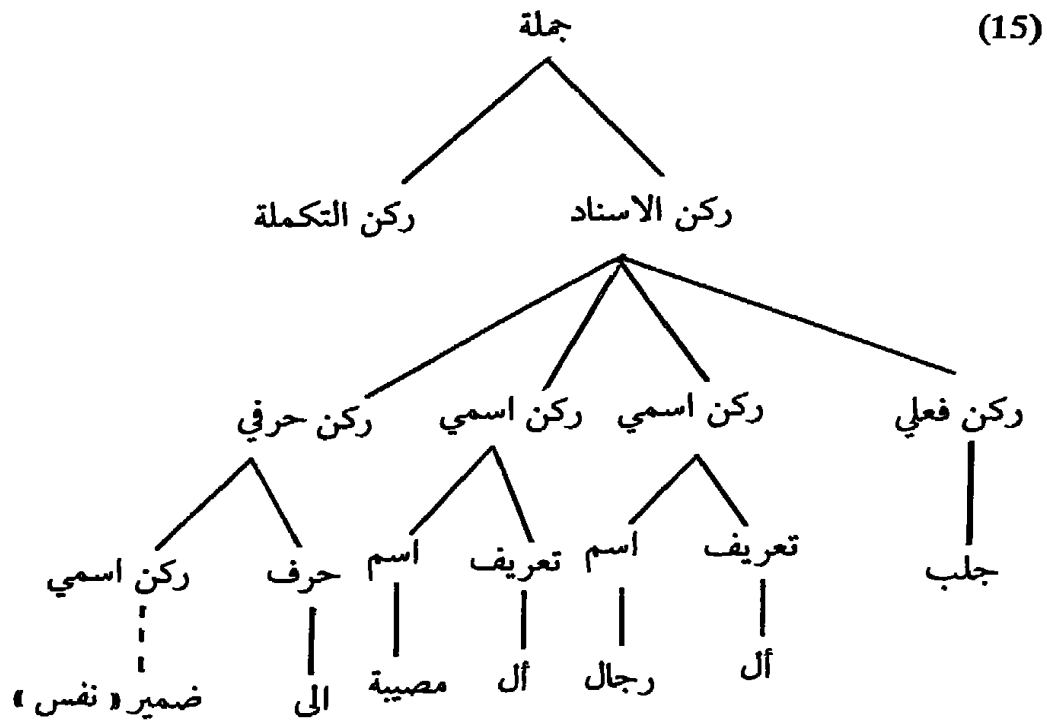 (15)
جملة
ركن الاسناد ركن التكملة
ركن فعلي ركن اسمي ركن اسمي ركن حرفي
جلب تعريف اسم تعريف اسم حرف ركن اسمي
أل رجال أل مصيبة الى ضمير « نفس »